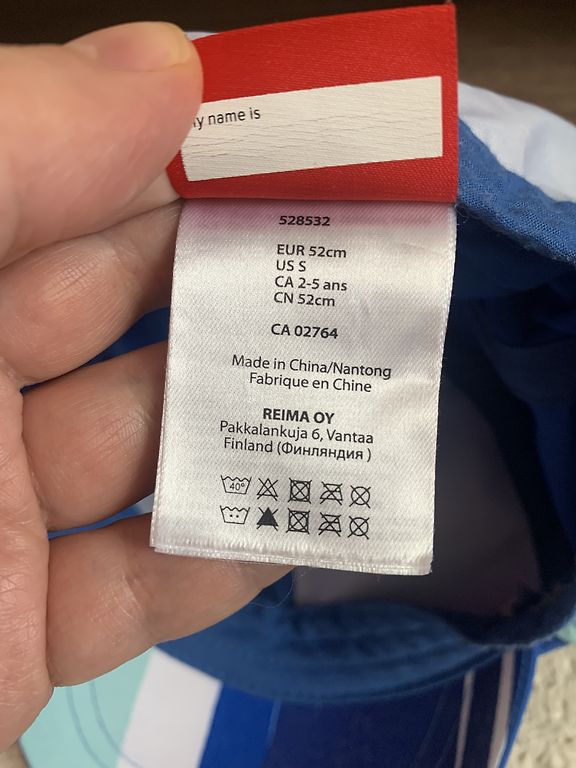 name is
528532
EUR 52cm
US S
CA 2-5 ans
CN 52cm
CA 02764
Made in China/Nantong
Fabrique en Chine
REIMA OY
Pakkalankuja 6, Vantaa
Finland (Финляндия )
40°